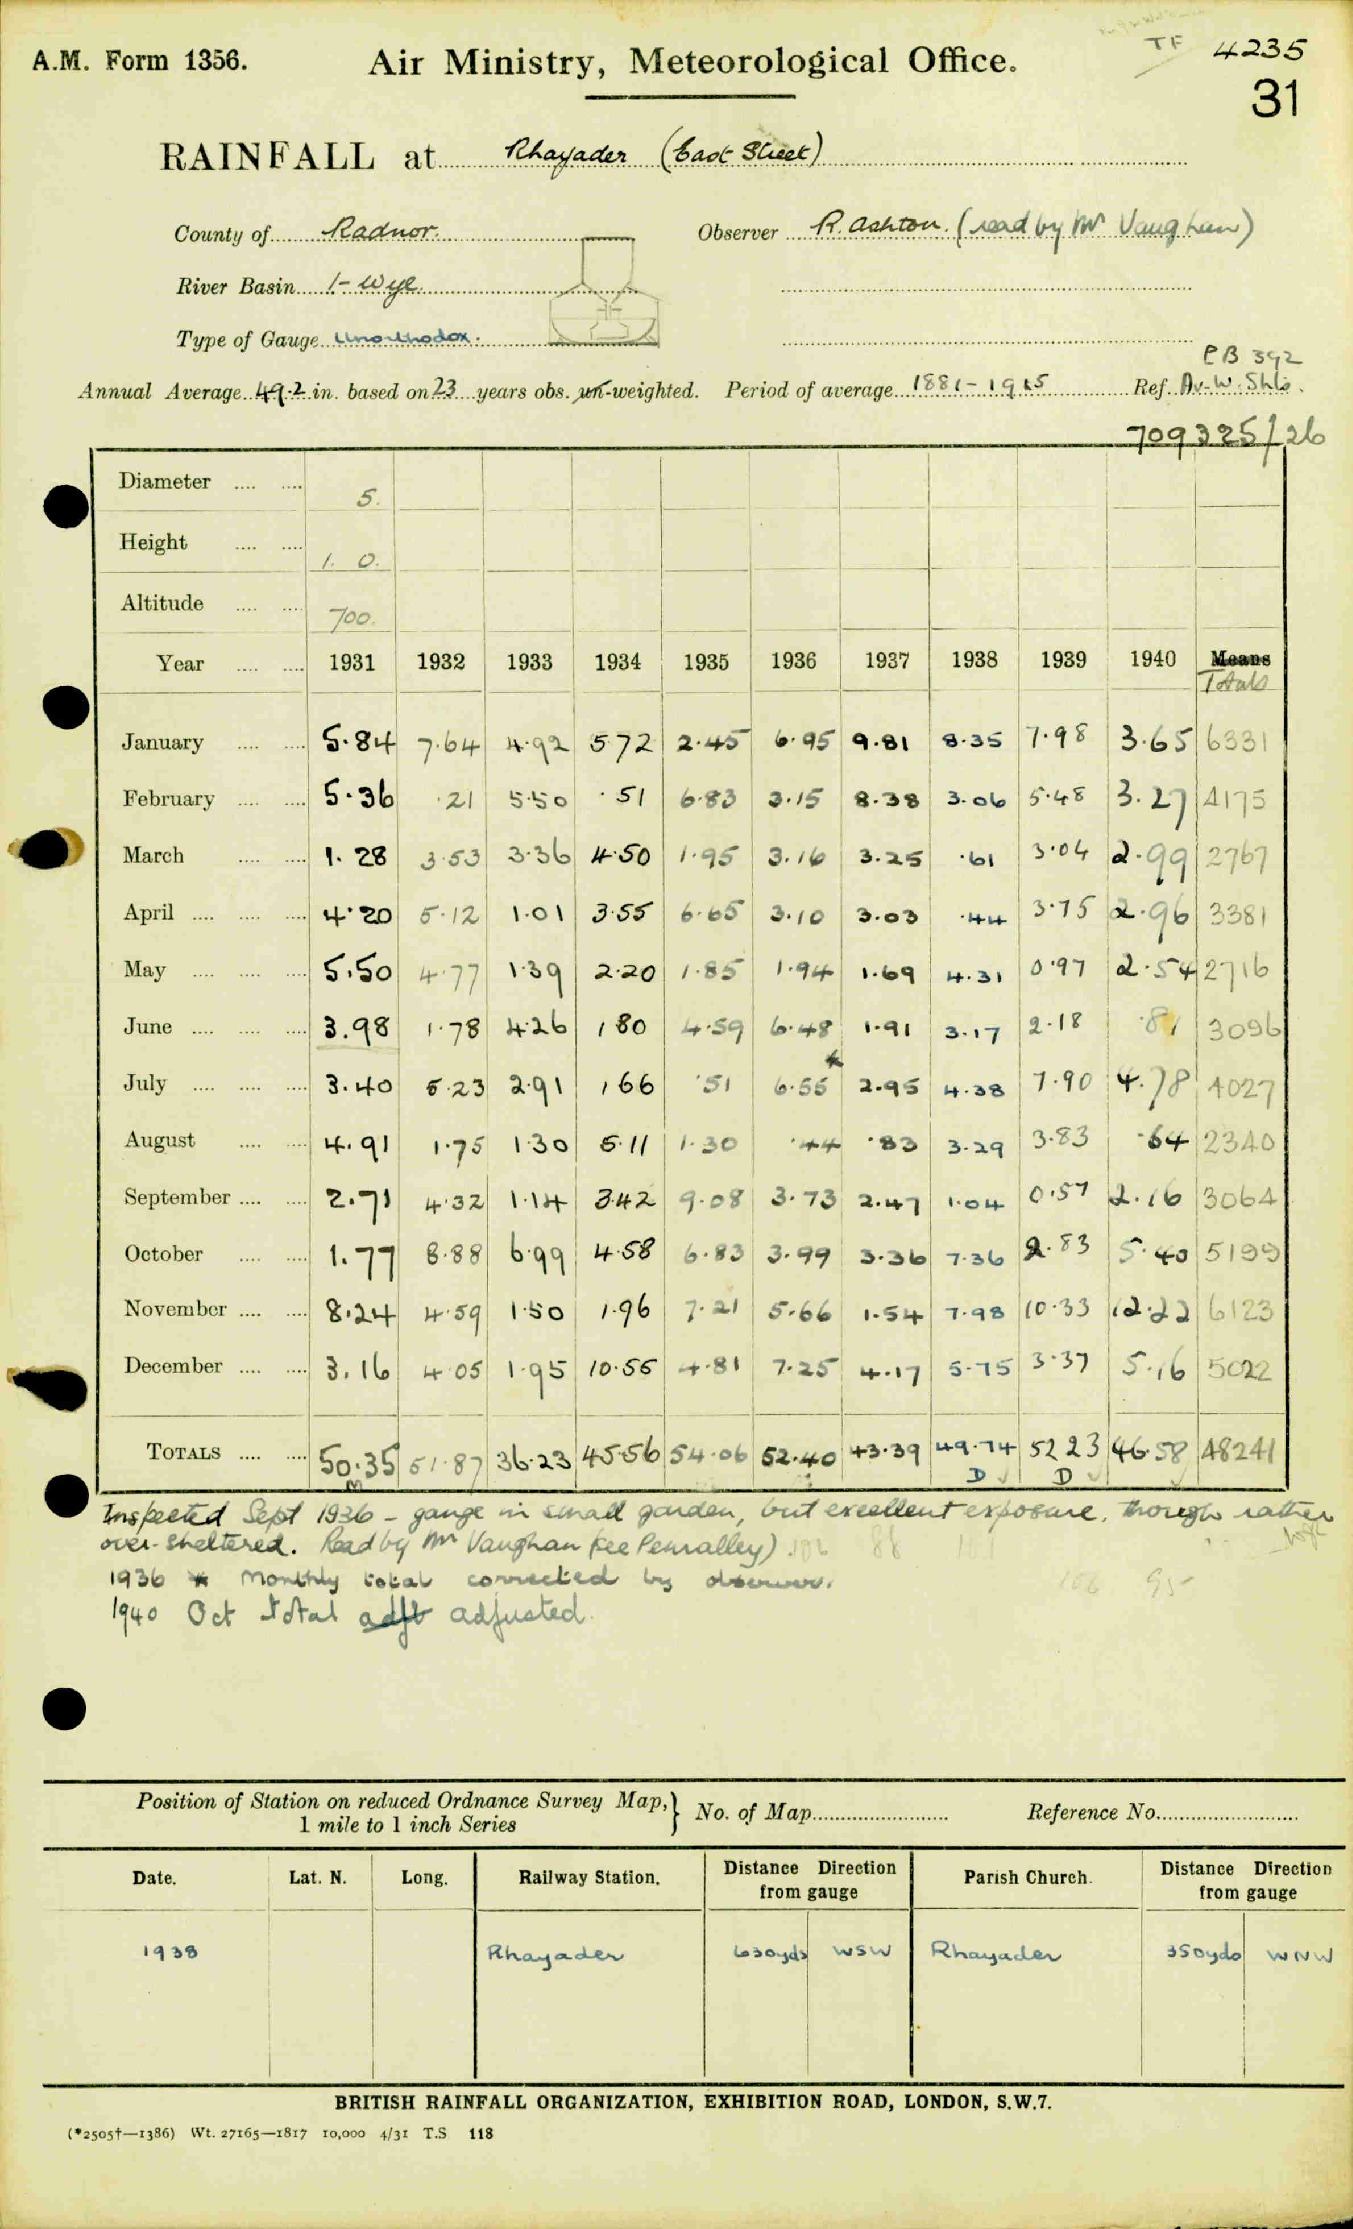 TF 4235
A.M. Form 1356. Air Ministry, Meteorological Office.
31
RAINFALL at Rhayader (East Street)
County of Radnor. Observer R. Ashton. (read by Mr Vaughan)
River Basin 1- Wye
Type of Gauge Unorthodox.
PB 392
Annual Average 49.2 in. based on 23 years obs. un-weighted. Period of average 1881-1915 Ref. Av. W. Shs.
709325/26
Diameter .... .... 5.
Height .... .... 1. 0.
Altitude .... .... 700.
Year .... .... 1931 1932 1933 1934 1935 1936 1937 1938 1939 1940 Means
Totals
January .... .... 5.84 7.64 4.92 5.72 2.45 6.95 9.81 8.35 7.98 3.65 6331
February .... .... 5.36 .21 5.50 .51 6.83 3.15 8.38 3.06 5.48 3.27 4175
March .... .... 1.28 3.53 3.36 4.50 1.95 3.16 3.25 .61 3.04 2.99 2767
April .... .... .... 4.20 5.12 1.01 3.55 6.65 3.10 3.03 .44 3.75 2.96 3381
May .... .... .... 5.50 4.77 1.39 2.20 1.85 1.94 1.69 4.31 0.97 2.54 2716
June .... .... .... 3.98 1.78 4.26 1 80 4.59 6.48 1.91 3.17 2.18 .81 3096
July .... .... .... 3.40 5.23 2.91 1 66 .51 6.55* 2.95 4.38 7.90 4.78 4027
August .... .... 4.91 1.75 1.30 5.11 1.30 .44 .83 3.29 3.83 .64 2340
September .... .... 2.71 4.32 1.14 3.42 9.08 3.73 2.47 1.04 0.57 2.16 3064
October .... .... 1.77 8.88 6.99 4.58 6.83 3.99 3.36 7.36 2.83 5.40 5199
November .... .... 8.24 4.59 1.50 1.96 7.21 5.66 1.54 7.98 10.33 12.22 6123
December .... .... 3.16 4.05 1.95 10.55 4.81 7.25 4.17 5.75 3.37 5.16 5022
TOTALS .... .... 50.35 51.87 36.23 45.56 54.06 52.40 43.39 49.74 52 23 46.58 48241
M D ✓ D ✓ ✓
Inspected Sept 1936 - gauge in small garden, but excellent exposure, though rather
over-sheltered. Read by Mr Vaughan (see Penralley).
1936 * Monthly total corrected by observer.
1940 Oct total adjt adjusted.
Position of Station on reduced Ordnance Survey Map, 1 mile to 1 inch Series } No. of Map Reference No.
Date. Lat. N. Long. Railway Station. Distance Direction from gauge Parish Church. Distance Direction from gauge
1938 Rhayader 630yds WSW Rhayader 350yds WNW
BRITISH RAINFALL ORGANIZATION, EXHIBITION ROAD, LONDON, S.W.7.
(*2505†—1386) Wt. 27165—1817 10,000 4/31 T.S 118